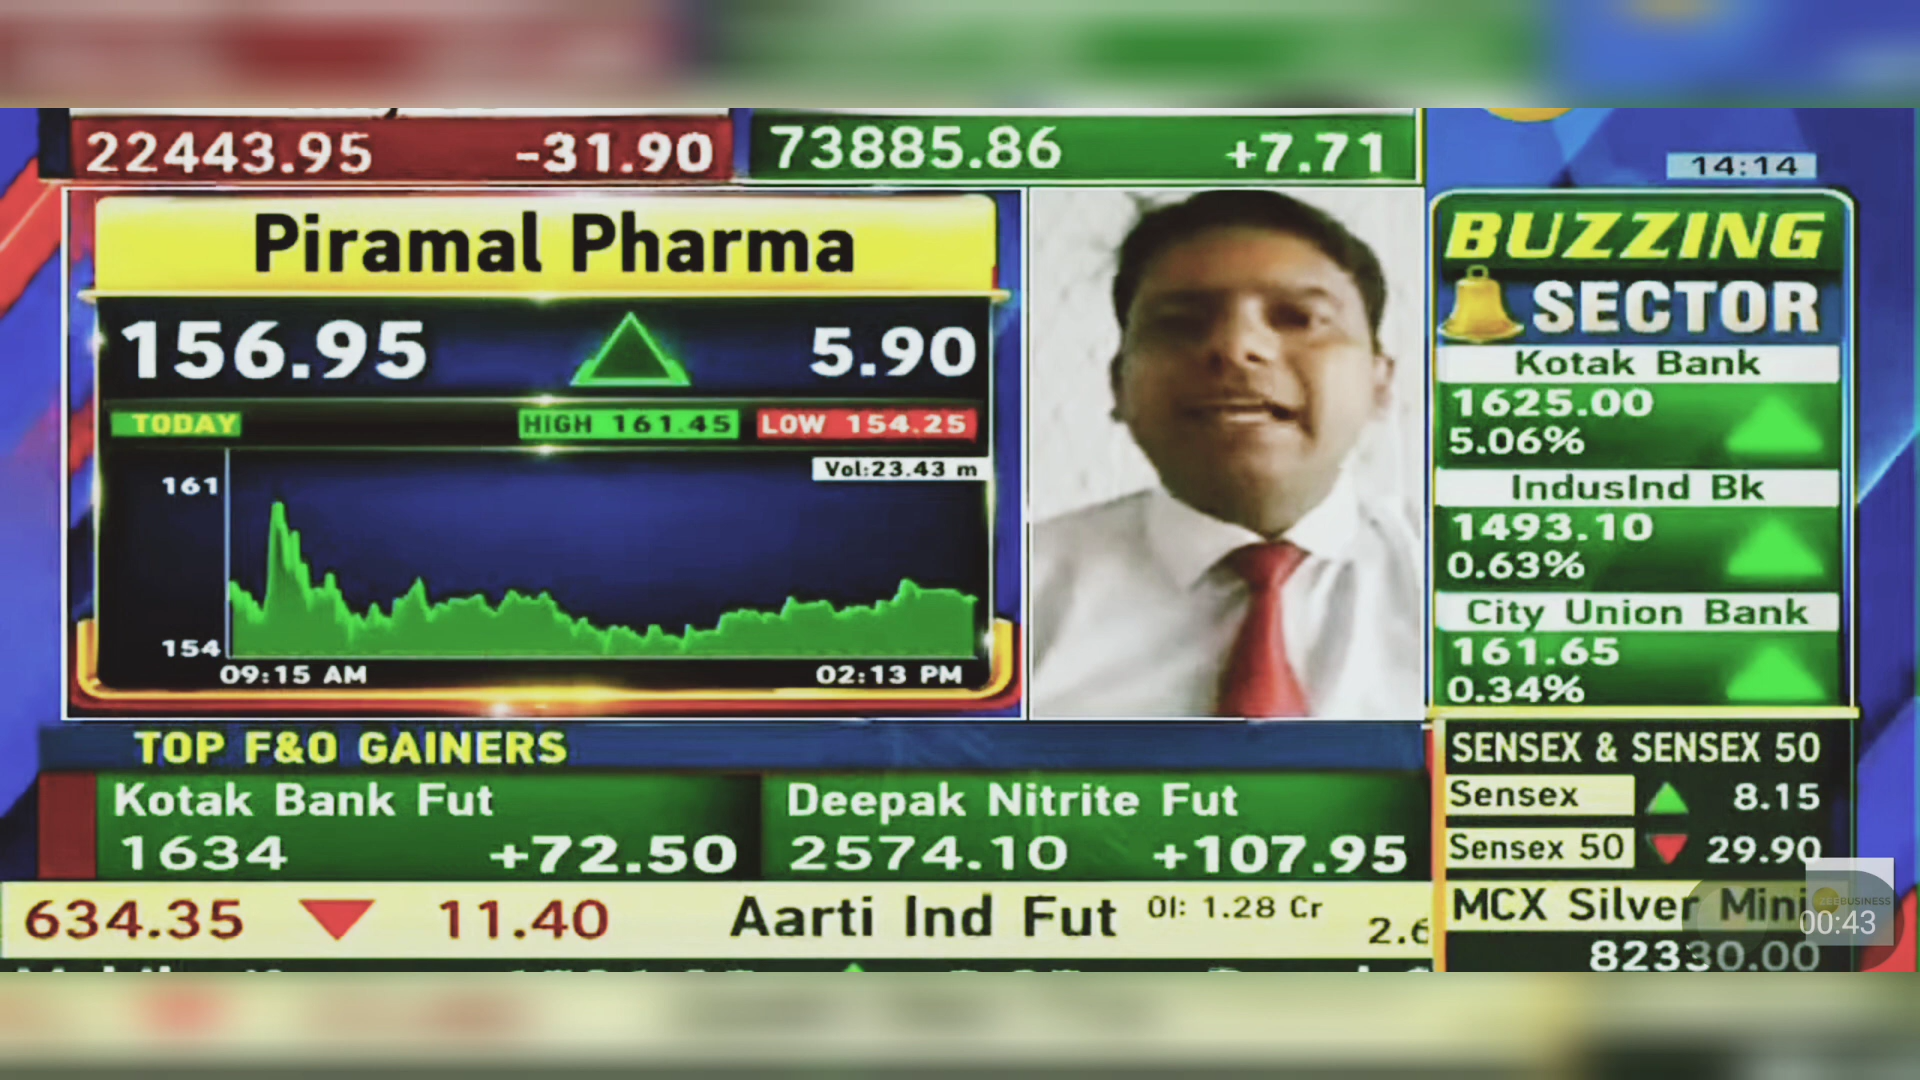 22443.95 -31.90
73885.86 +7.71
14:14
Piramal Pharma
156.95 5.90
TODAY HIGH 161.45 LOW 154.25
Vol:23.43 m
161
154
09:15 AM 02:13 PM
BUZZING
SECTOR
Kotak Bank
1625.00
5.06%
IndusInd Bk
1493.10
0.63%
City Union Bank
161.65
0.34%
TOP F&O GAINERS
Kotak Bank Fut
1634 +72.50
Deepak Nitrite Fut
2574.10 +107.95
SENSEX & SENSEX 50
Sensex 8.15
Sensex 50 29.90
MCX Silver Mini
82330.00
ZEEBUSINESS
00:43
634.35 11.40 Aarti Ind Fut OI: 1.28 Cr 2.6